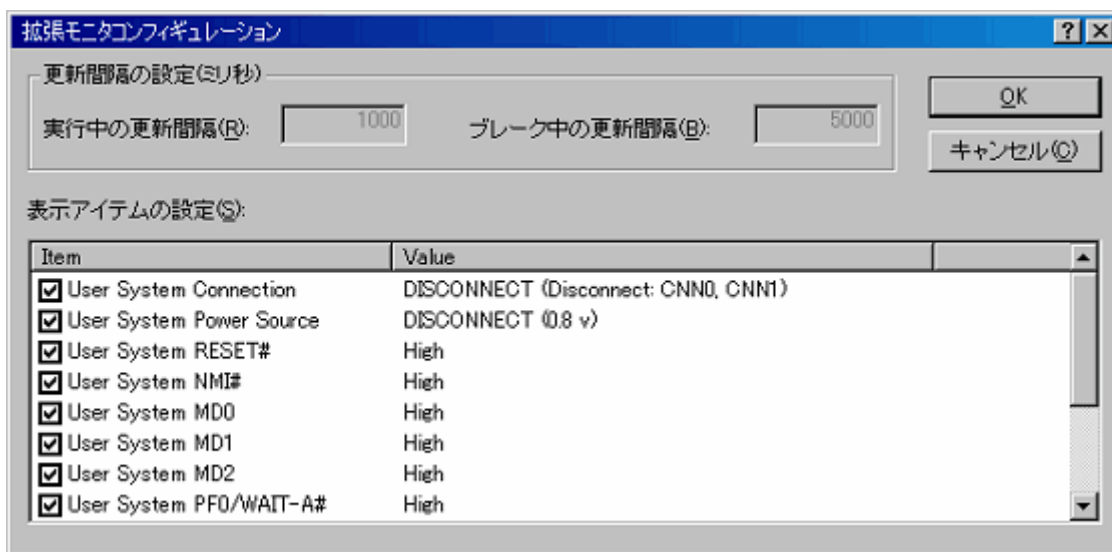 拡張モニタコンフィギュレーション
更新間隔の設定(ミリ秒)
実行中の更新間隔(R): 1000 ブレーク中の更新間隔(B): 5000
OK
キャンセル(C)
表示アイテムの設定(S):
Item Value
User System Connection DISCONNECT (Disconnect: CNN0, CNN1)
User System Power Source DISCONNECT (0.8 v)
User System RESET# High
User System NMI# High
User System MD0 High
User System MD1 High
User System MD2 High
User System PF0/WAIT-A# High